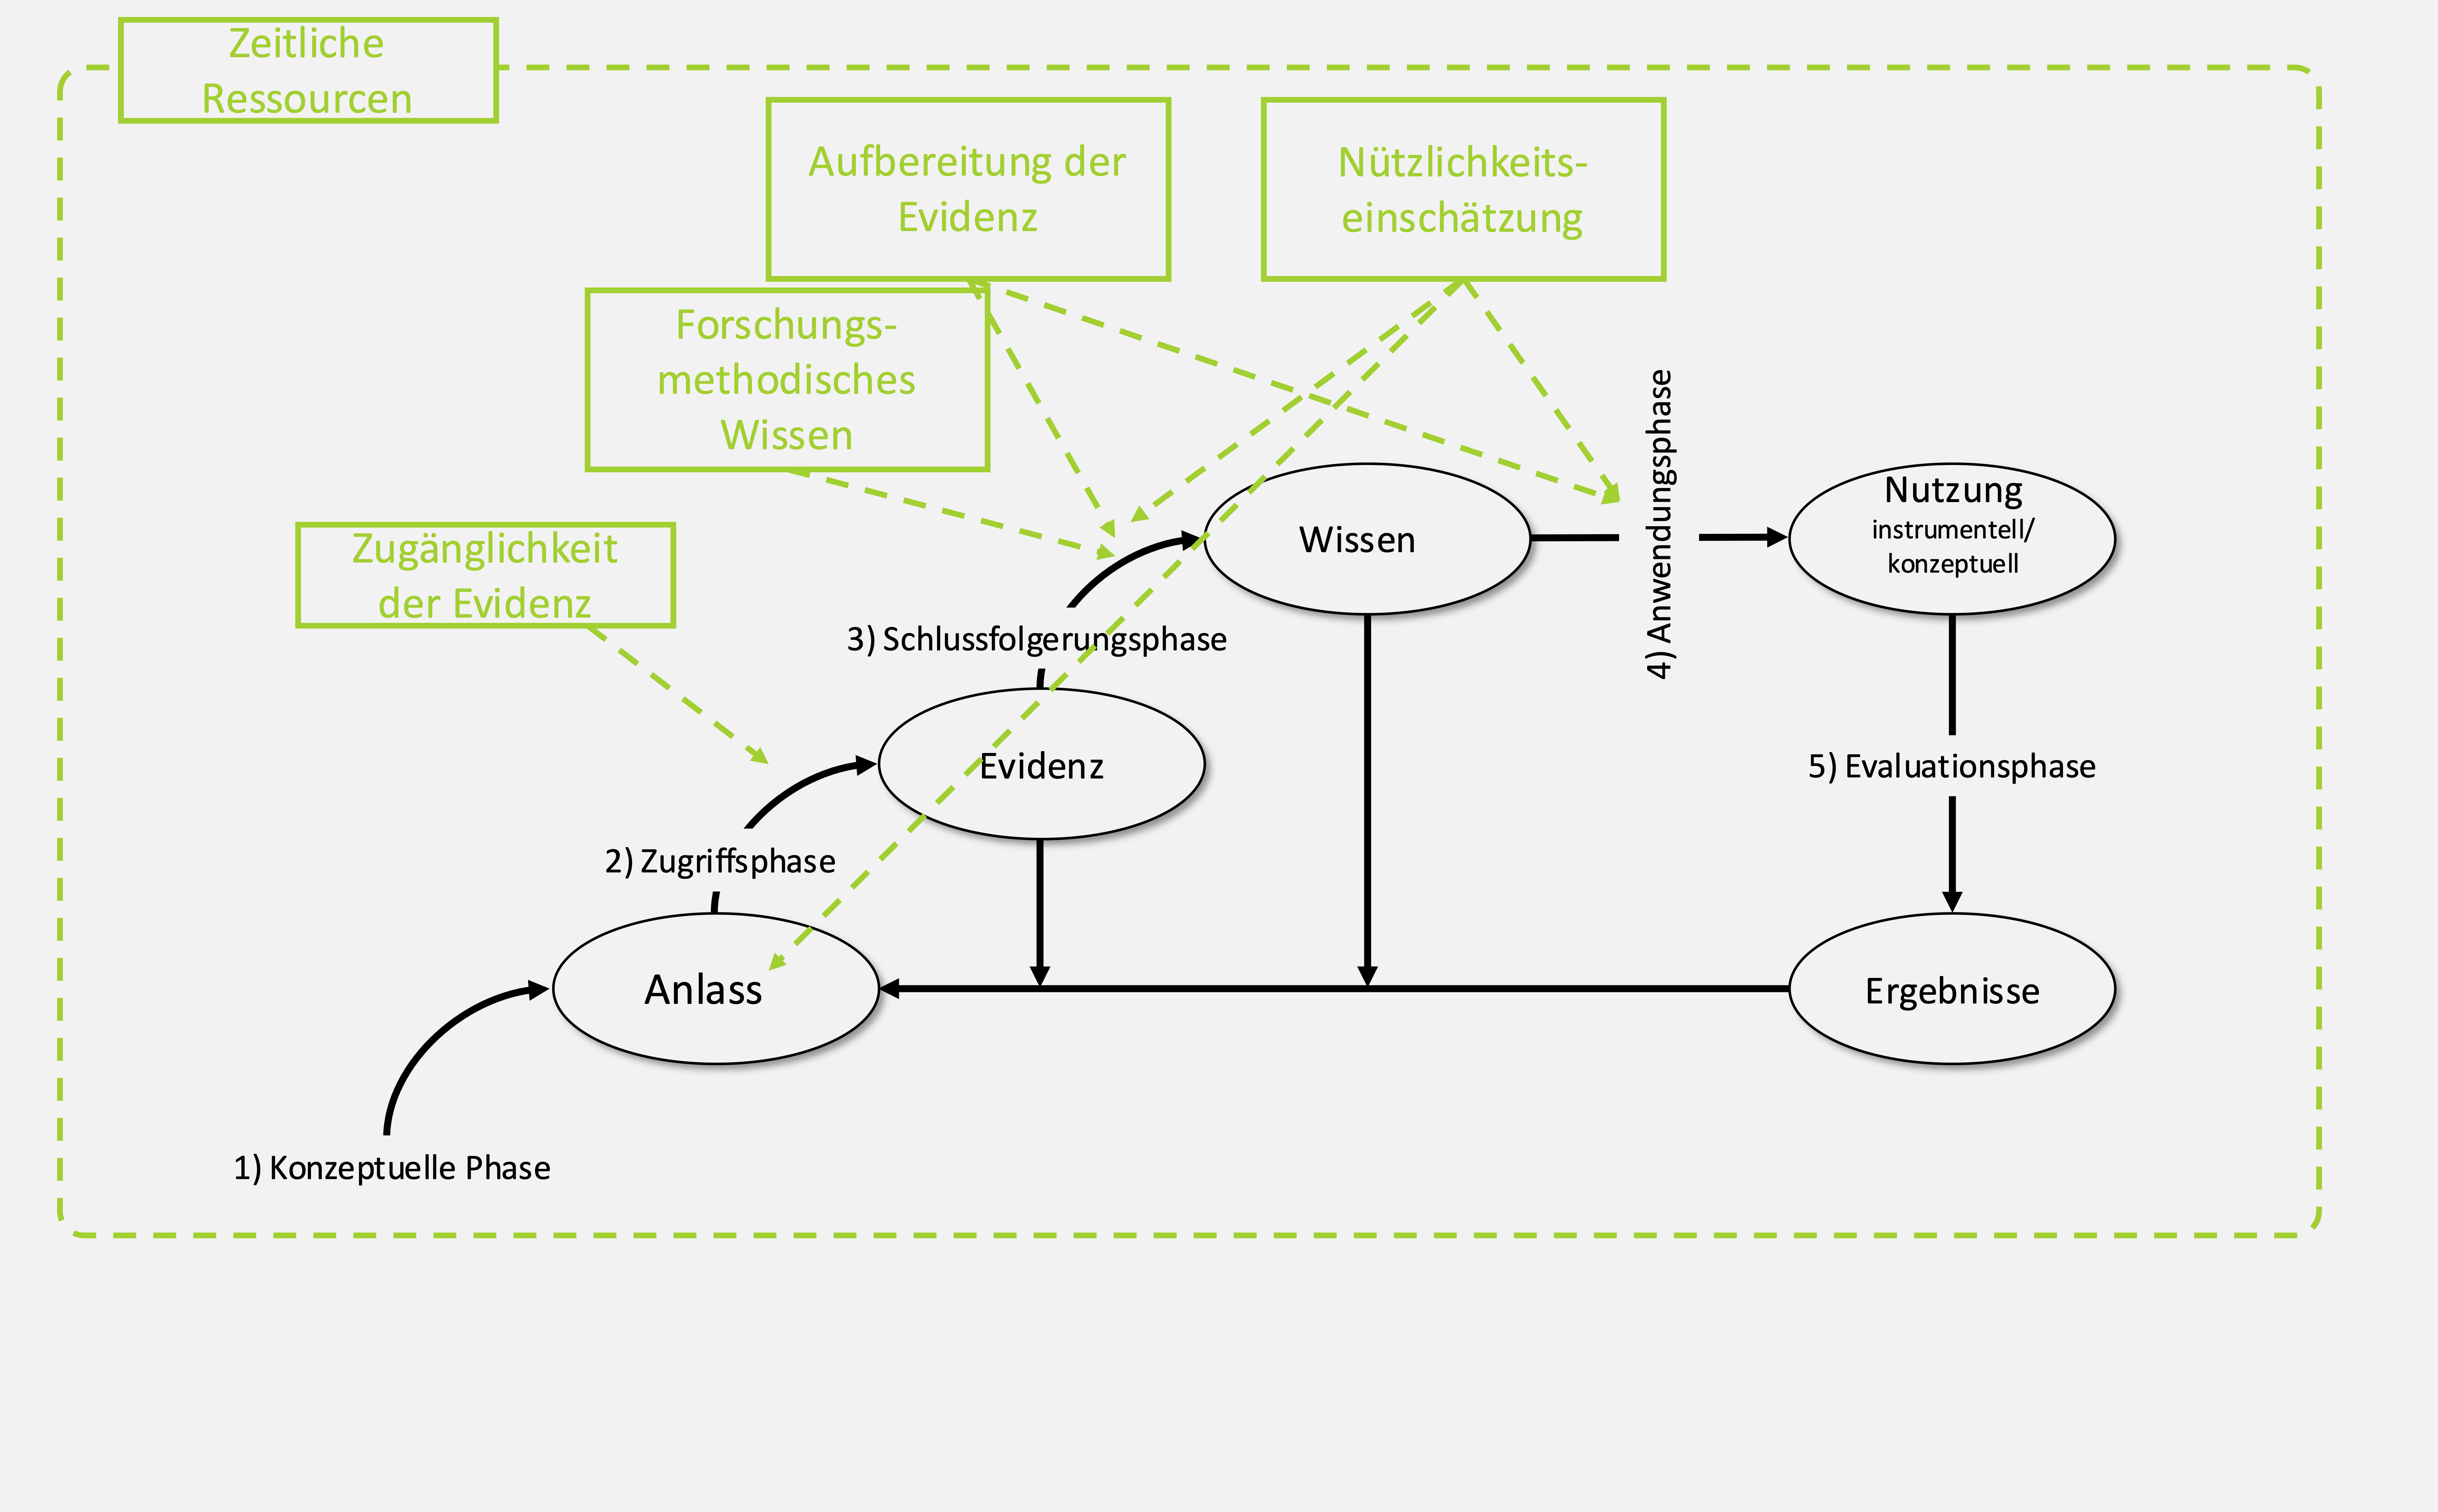 Zeitliche
Ressourcen
Aufbereitung der
Evidenz
Nützlichkeits-
einschätzung
Forschungs-
methodisches
Wissen
Zugänglichkeit
der Evidenz
4) Anwendungsphase
Wissen
Nutzung
instrumentell/
konzeptuell
3) Schlussfolgerungsphase
Evidenz
5) Evaluationsphase
2) Zugriffsphase
Anlass
Ergebnisse
1) Konzeptuelle Phase